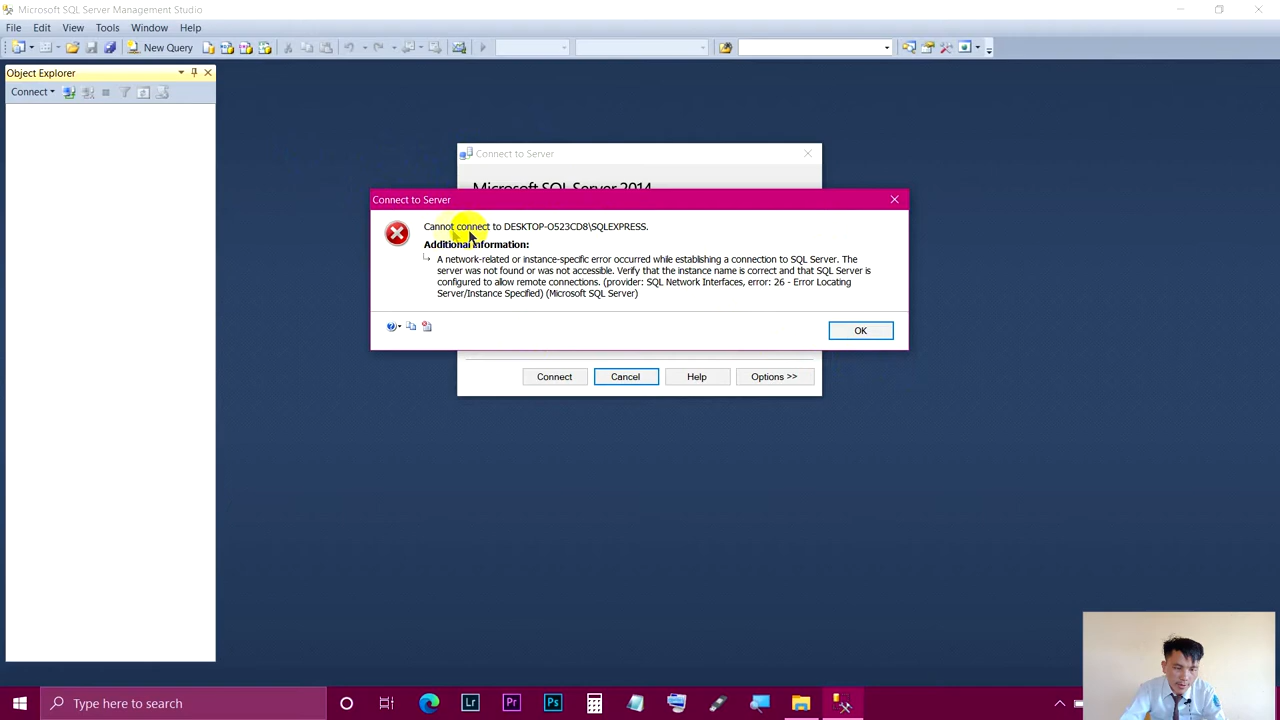 Microsoft SQL Server Management Studio
File Edit View Tools Window Help
New Query
Object Explorer
Connect
Connect to Server
Microsoft SQL Server 2014
Connect to Server
Cannot connect to DESKTOP-O523CD8\SQLEXPRESS.
Additional information:
A network-related or instance-specific error occurred while establishing a connection to SQL Server. The
server was not found or was not accessible. Verify that the instance name is correct and that SQL Server is
configured to allow remote connections. (provider: SQL Network Interfaces, error: 26 - Error Locating
Server/Instance Specified) (Microsoft SQL Server)
OK
Connect Cancel Help Options >>
Type here to search
Lr Pr Ps